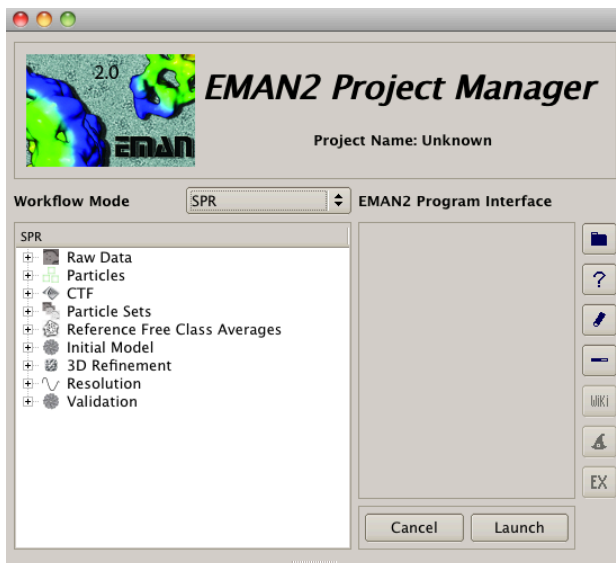 2.0
EMAN
EMAN2 Project Manager
Project Name: Unknown
Workflow Mode
SPR
EMAN2 Program Interface
SPR
Raw Data
Particles
CTF
Particle Sets
Reference Free Class Averages
Initial Model
3D Refinement
Resolution
Validation
?
WiKi
EX
Cancel
Launch